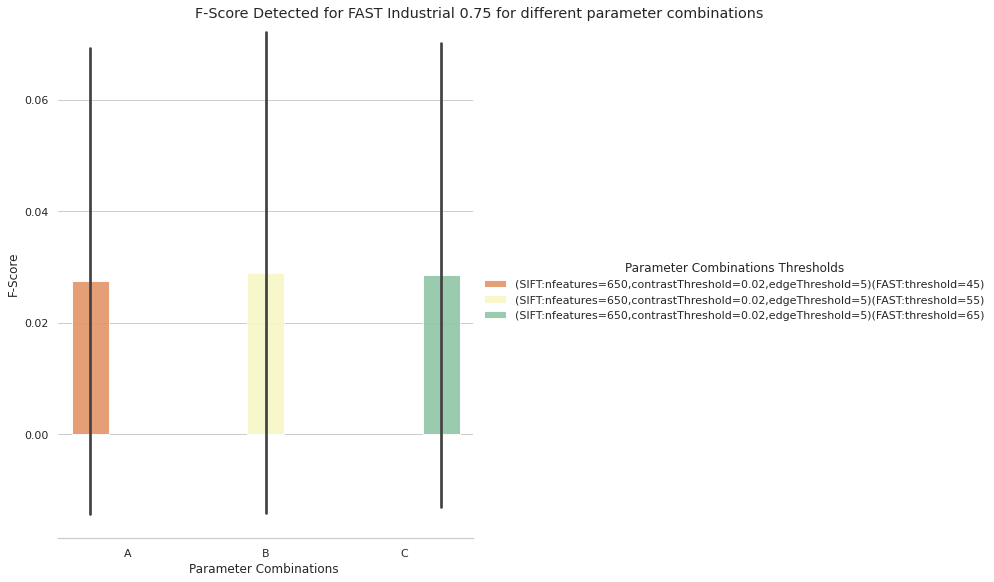 F-Score Detected for FAST Industrial 0.75 for different parameter combinations
0.06
0.04
0.02
0.00
F-Score
A B C
Parameter Combinations
Parameter Combinations Thresholds
(SIFT:nfeatures=650,contrastThreshold=0.02,edgeThreshold=5)(FAST:threshold=45)
(SIFT:nfeatures=650,contrastThreshold=0.02,edgeThreshold=5)(FAST:threshold=55)
(SIFT:nfeatures=650,contrastThreshold=0.02,edgeThreshold=5)(FAST:threshold=65)